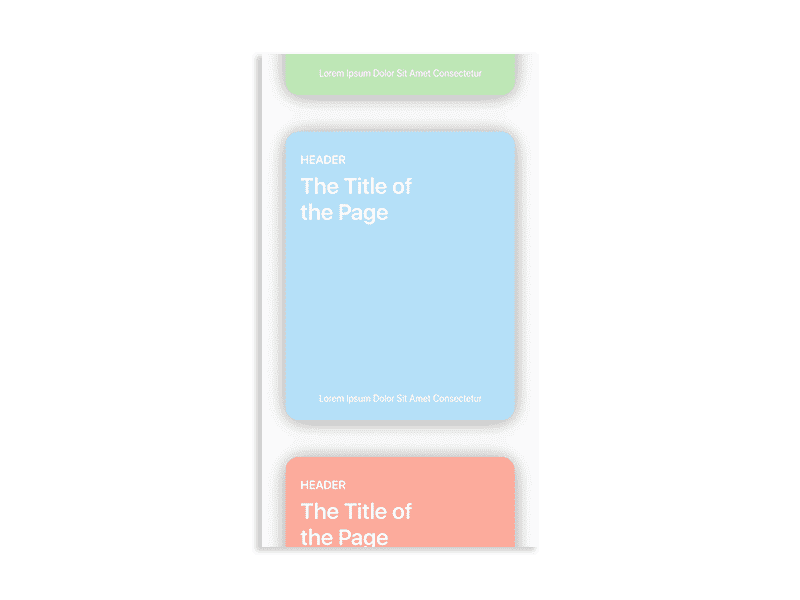 Lorem Ipsum Dolor Sit Amet Consectetur
HEADER
The Title of
the Page
Lorem Ipsum Dolor Sit Amet Consectetur
HEADER
The Title of
the Page